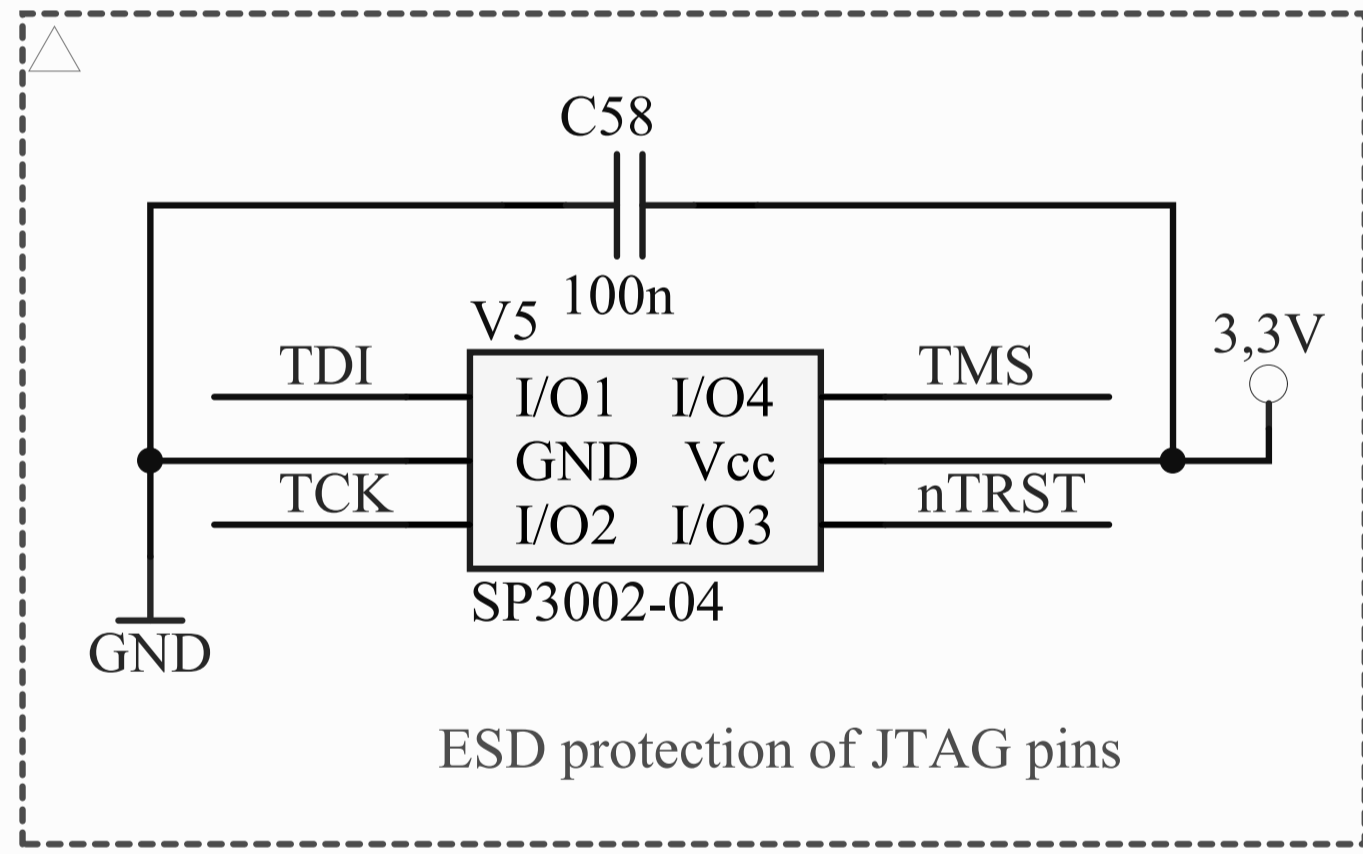 C58
100n
V5
3,3V
TDI
I/O1 I/O4
TMS
GND Vcc
TCK
I/O2 I/O3
nTRST
SP3002-04
GND
ESD protection of JTAG pins